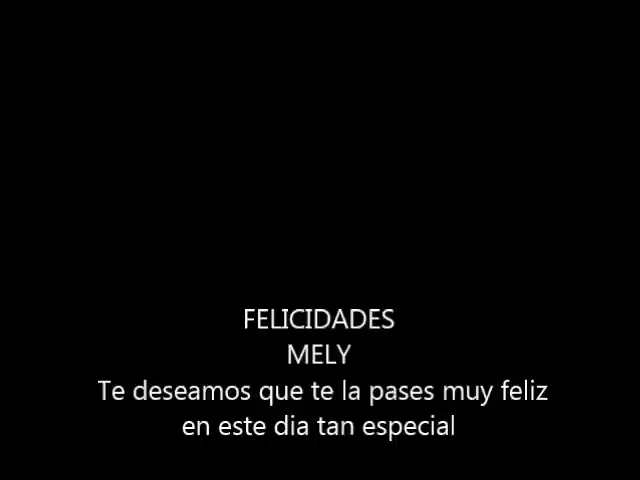 FELICIDADES
MELY
Te deseamos que te la pases muy feliz
en este dia tan especial